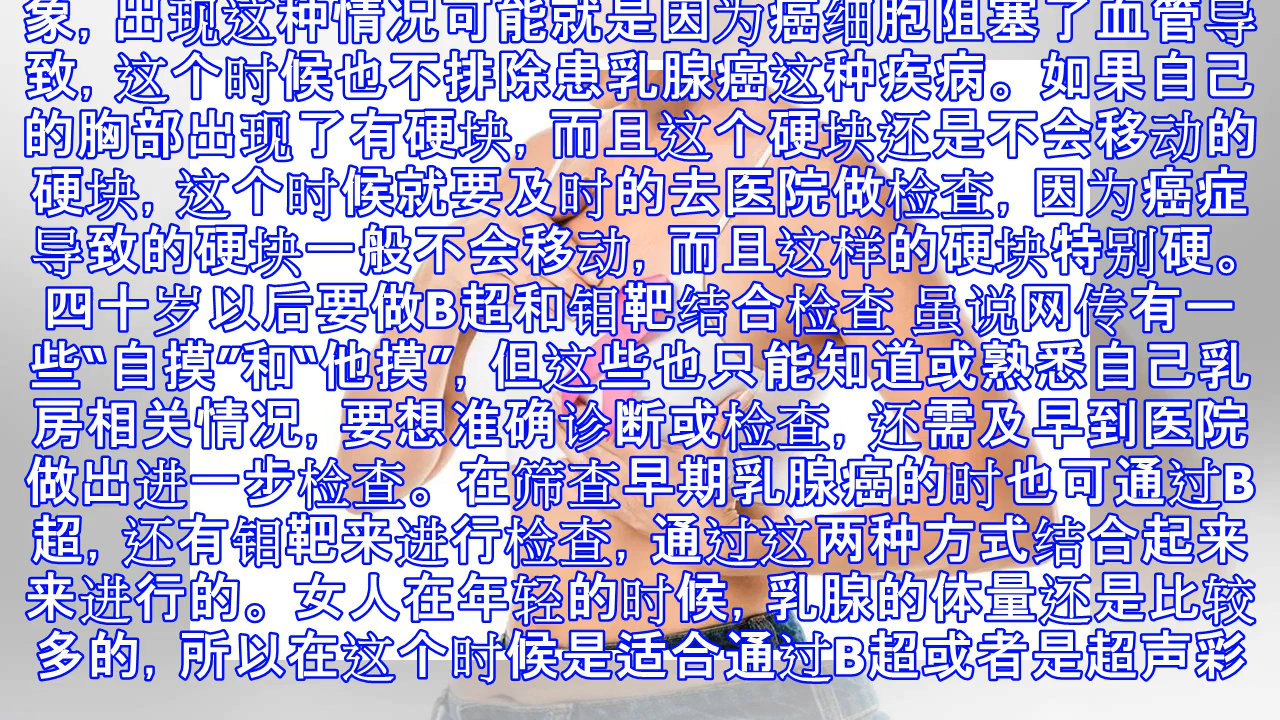 象, 出现这种情况可能就是因为癌细胞阻塞了血管导
致, 这个时候也不排除患乳腺癌这种疾病。如果自己
的胸部出现了有硬块, 而且这个硬块还是不会移动的
硬块, 这个时候就要及时的去医院做检查, 因为癌症
导致的硬块一般不会移动, 而且这样的硬块特别硬。
四十岁以后要做B超和钼靶结合检查 虽说网传有一
些“自摸”和“他摸”, 但这些也只能知道或熟悉自己乳
房相关情况, 要想准确诊断或检查, 还需及早到医院
做出进一步检查。在筛查早期乳腺癌的时也可通过B
超, 还有钼靶来进行检查, 通过这两种方式结合起来
来进行的。女人在年轻的时候, 乳腺的体量还是比较
多的, 所以在这个时候是适合通过B超或者是超声彩